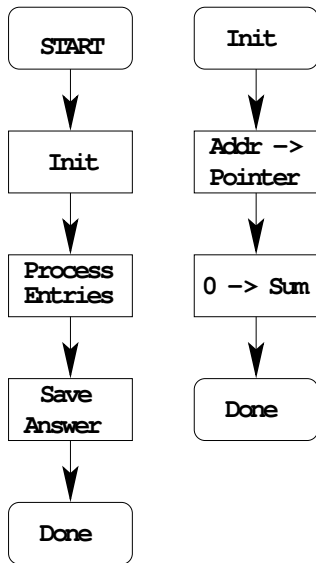 START
Init
Process
Entries
Save
Answer
Done
Init
Addr ->
Pointer
0 -> Sum
Done